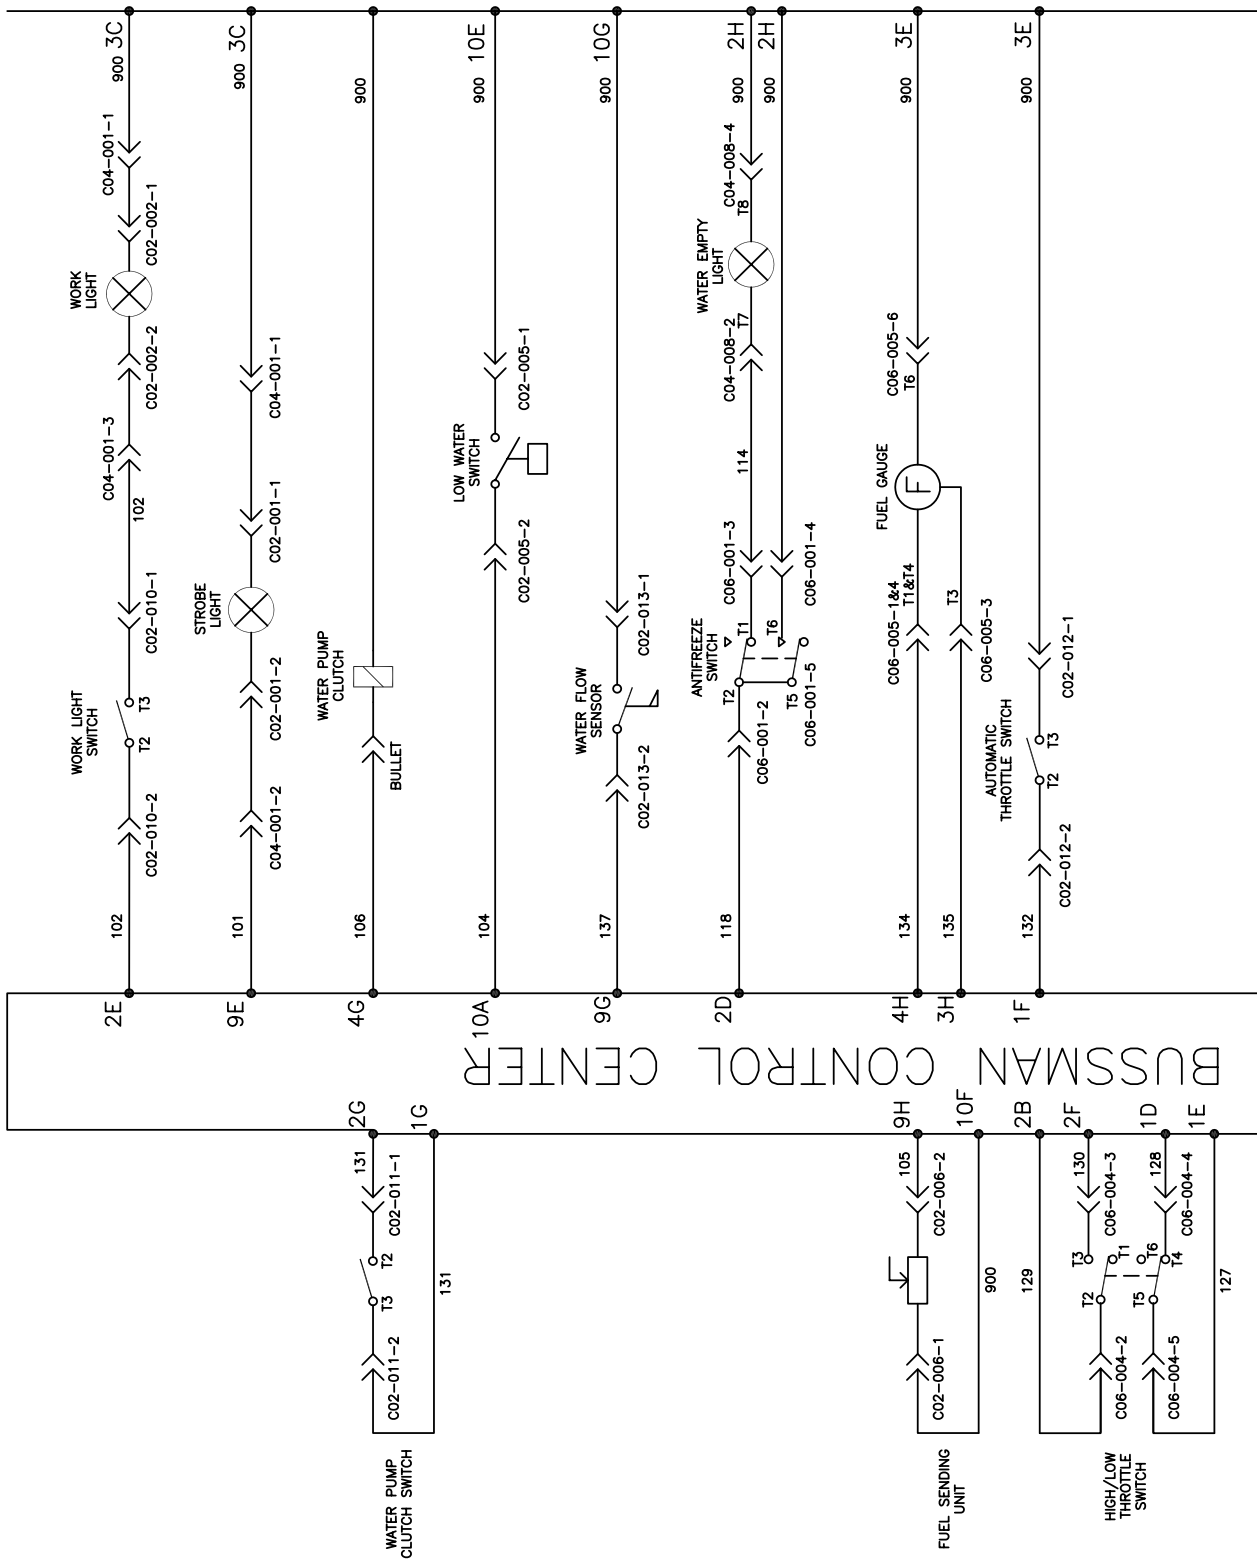 900
3C
C04-001-1
C02-002-1
WORK
LIGHT
C02-002-2
C04-001-3
102
C02-010-1
WORK LIGHT
SWITCH
T3
T2
C02-010-2
102
2E
900
3C
C04-001-1
C02-001-1
STROBE
LIGHT
C02-001-2
C04-001-2
101
9E
900
WATER PUMP
CLUTCH
BULLET
106
4G
900
10E
C02-005-1
LOW WATER
SWITCH
C02-005-2
104
10A
900
10G
C02-013-1
WATER FLOW
SENSOR
C02-013-2
137
9G
900
2H
900
2H
C04-008-4
T8
WATER EMPTY
LIGHT
T7
C04-008-2
114
C06-001-3
C06-001-4
ANTIFREEZE
SWITCH
T1
T6
T2
T5
C06-001-2
C06-001-5
118
2D
900
3E
C06-005-6
T6
FUEL GAUGE
F
C06-005-1&4
T1&T4
T3
C06-005-3
134
135
4H
3H
900
3E
C02-012-1
AUTOMATIC
THROTTLE SWITCH
T3
T2
C02-012-2
132
1F
BUSSMAN CONTROL CENTER
2G
1G
131
C02-011-1
T2
T3
C02-011-2
131
WATER PUMP
CLUTCH SWITCH
9H
10F
105
C02-006-2
C02-006-1
900
FUEL SENDING
UNIT
2B
2F
1D
1E
130
C06-004-3
128
C06-004-4
129
T3
T1
T2
T6
T4
T5
127
C06-004-2
C06-004-5
HIGH/LOW
THROTTLE
SWITCH